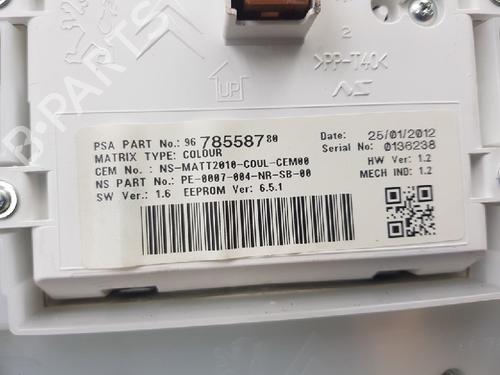 2
>PP-T40<
NS
UP
PSA PART No.: 96 785587 80
MATRIX TYPE: COLOUR
CEM No.: NS-MATT2010-COUL-CEM00
NS PART No.: PE-0007-004-NR-SB-00
SW Ver.: 1.6 EEPROM Ver: 6.5.1
Date: 25/01/2012
Serial No: 0136238
HW Ver: 1.2
MECH IND: 1.2
B-Parts